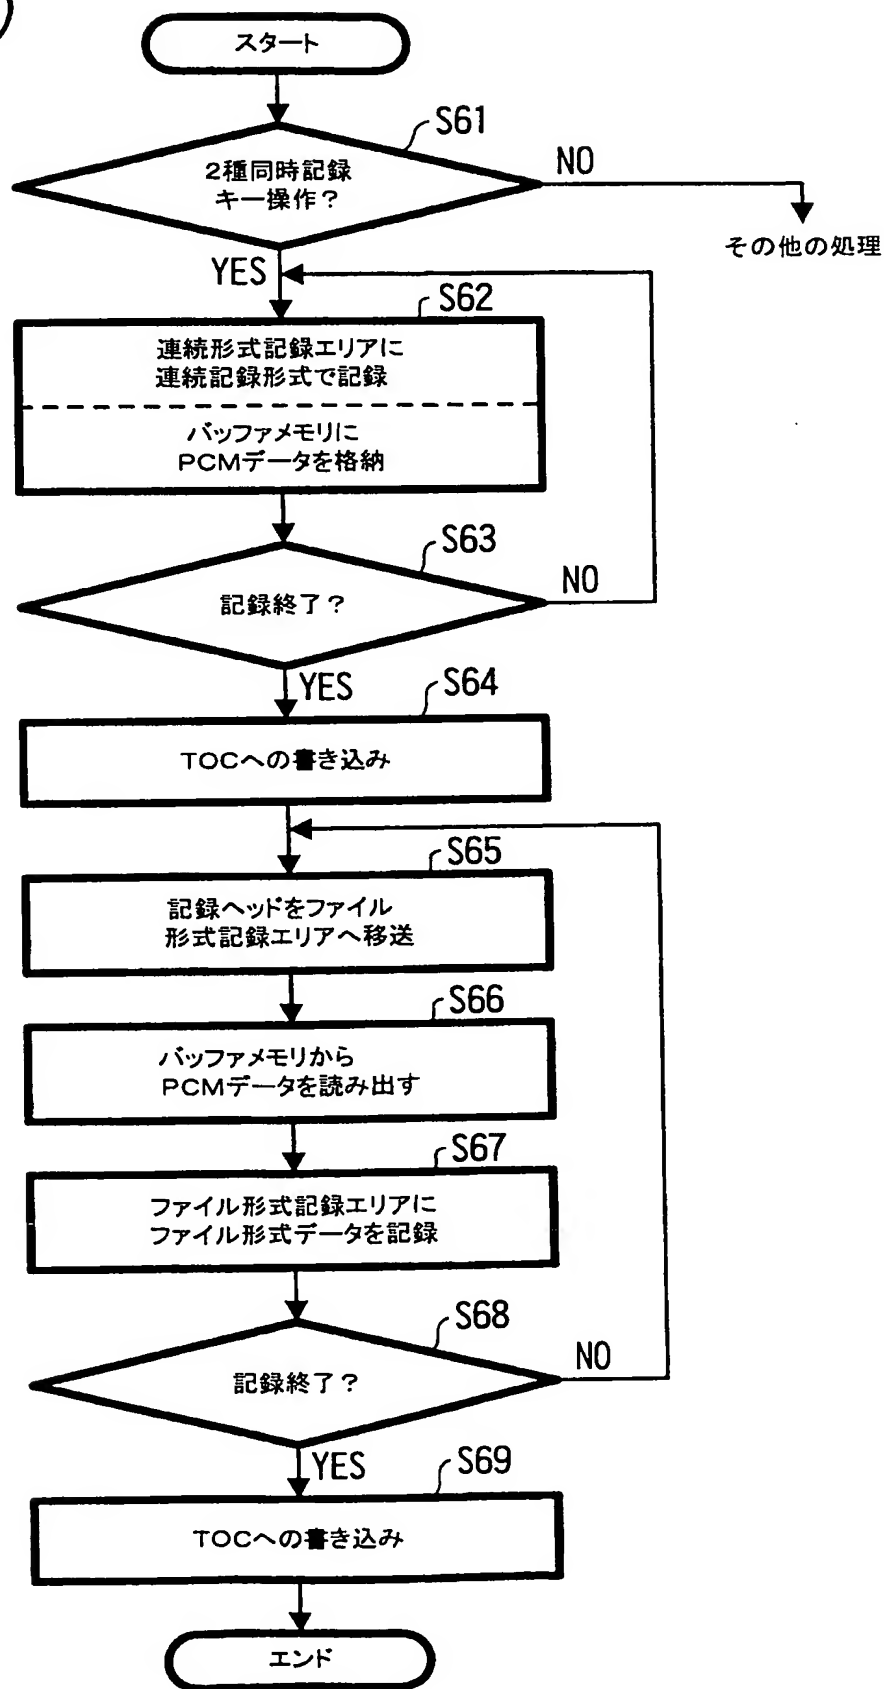 スタート
S61
2種同時記録
キー操作？
NO
その他の処理
YES
S62
連続形式記録エリアに
連続記録形式で記録
バッファメモリに
PCMデータを格納
S63
記録終了？
NO
YES
S64
TOCへの書き込み
S65
記録ヘッドをファイル
形式記録エリアへ移送
S66
バッファメモリから
PCMデータを読み出す
S67
ファイル形式記録エリアに
ファイル形式データを記録
S68
記録終了？
NO
YES
S69
TOCへの書き込み
エンド